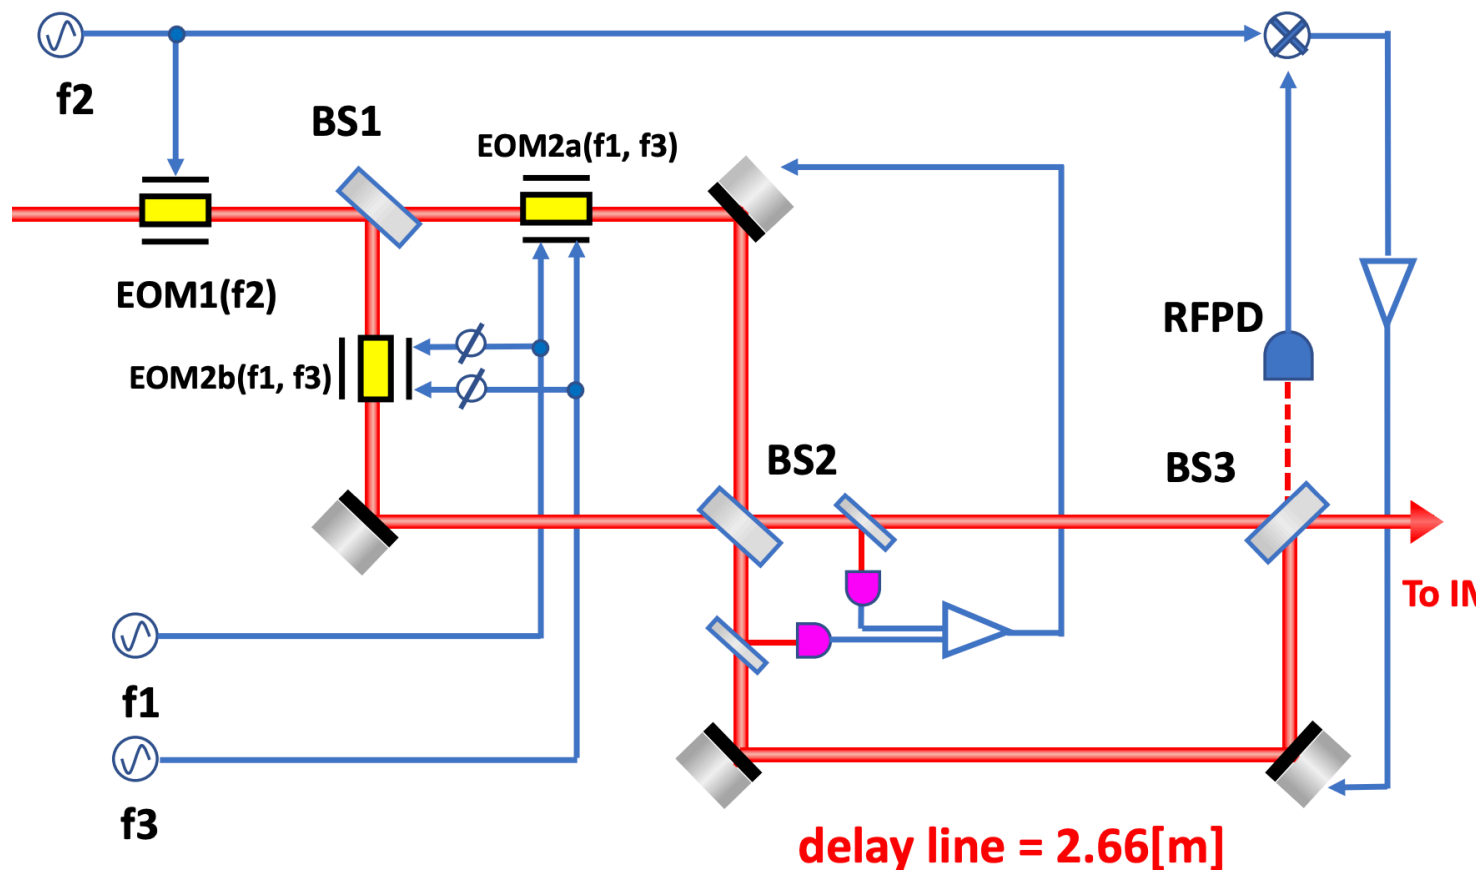 f2
BS1
EOM2a(f1, f3)
EOM1(f2)
RFPD
EOM2b(f1, f3)
BS2
BS3
To IM
f1
f3
delay line = 2.66[m]